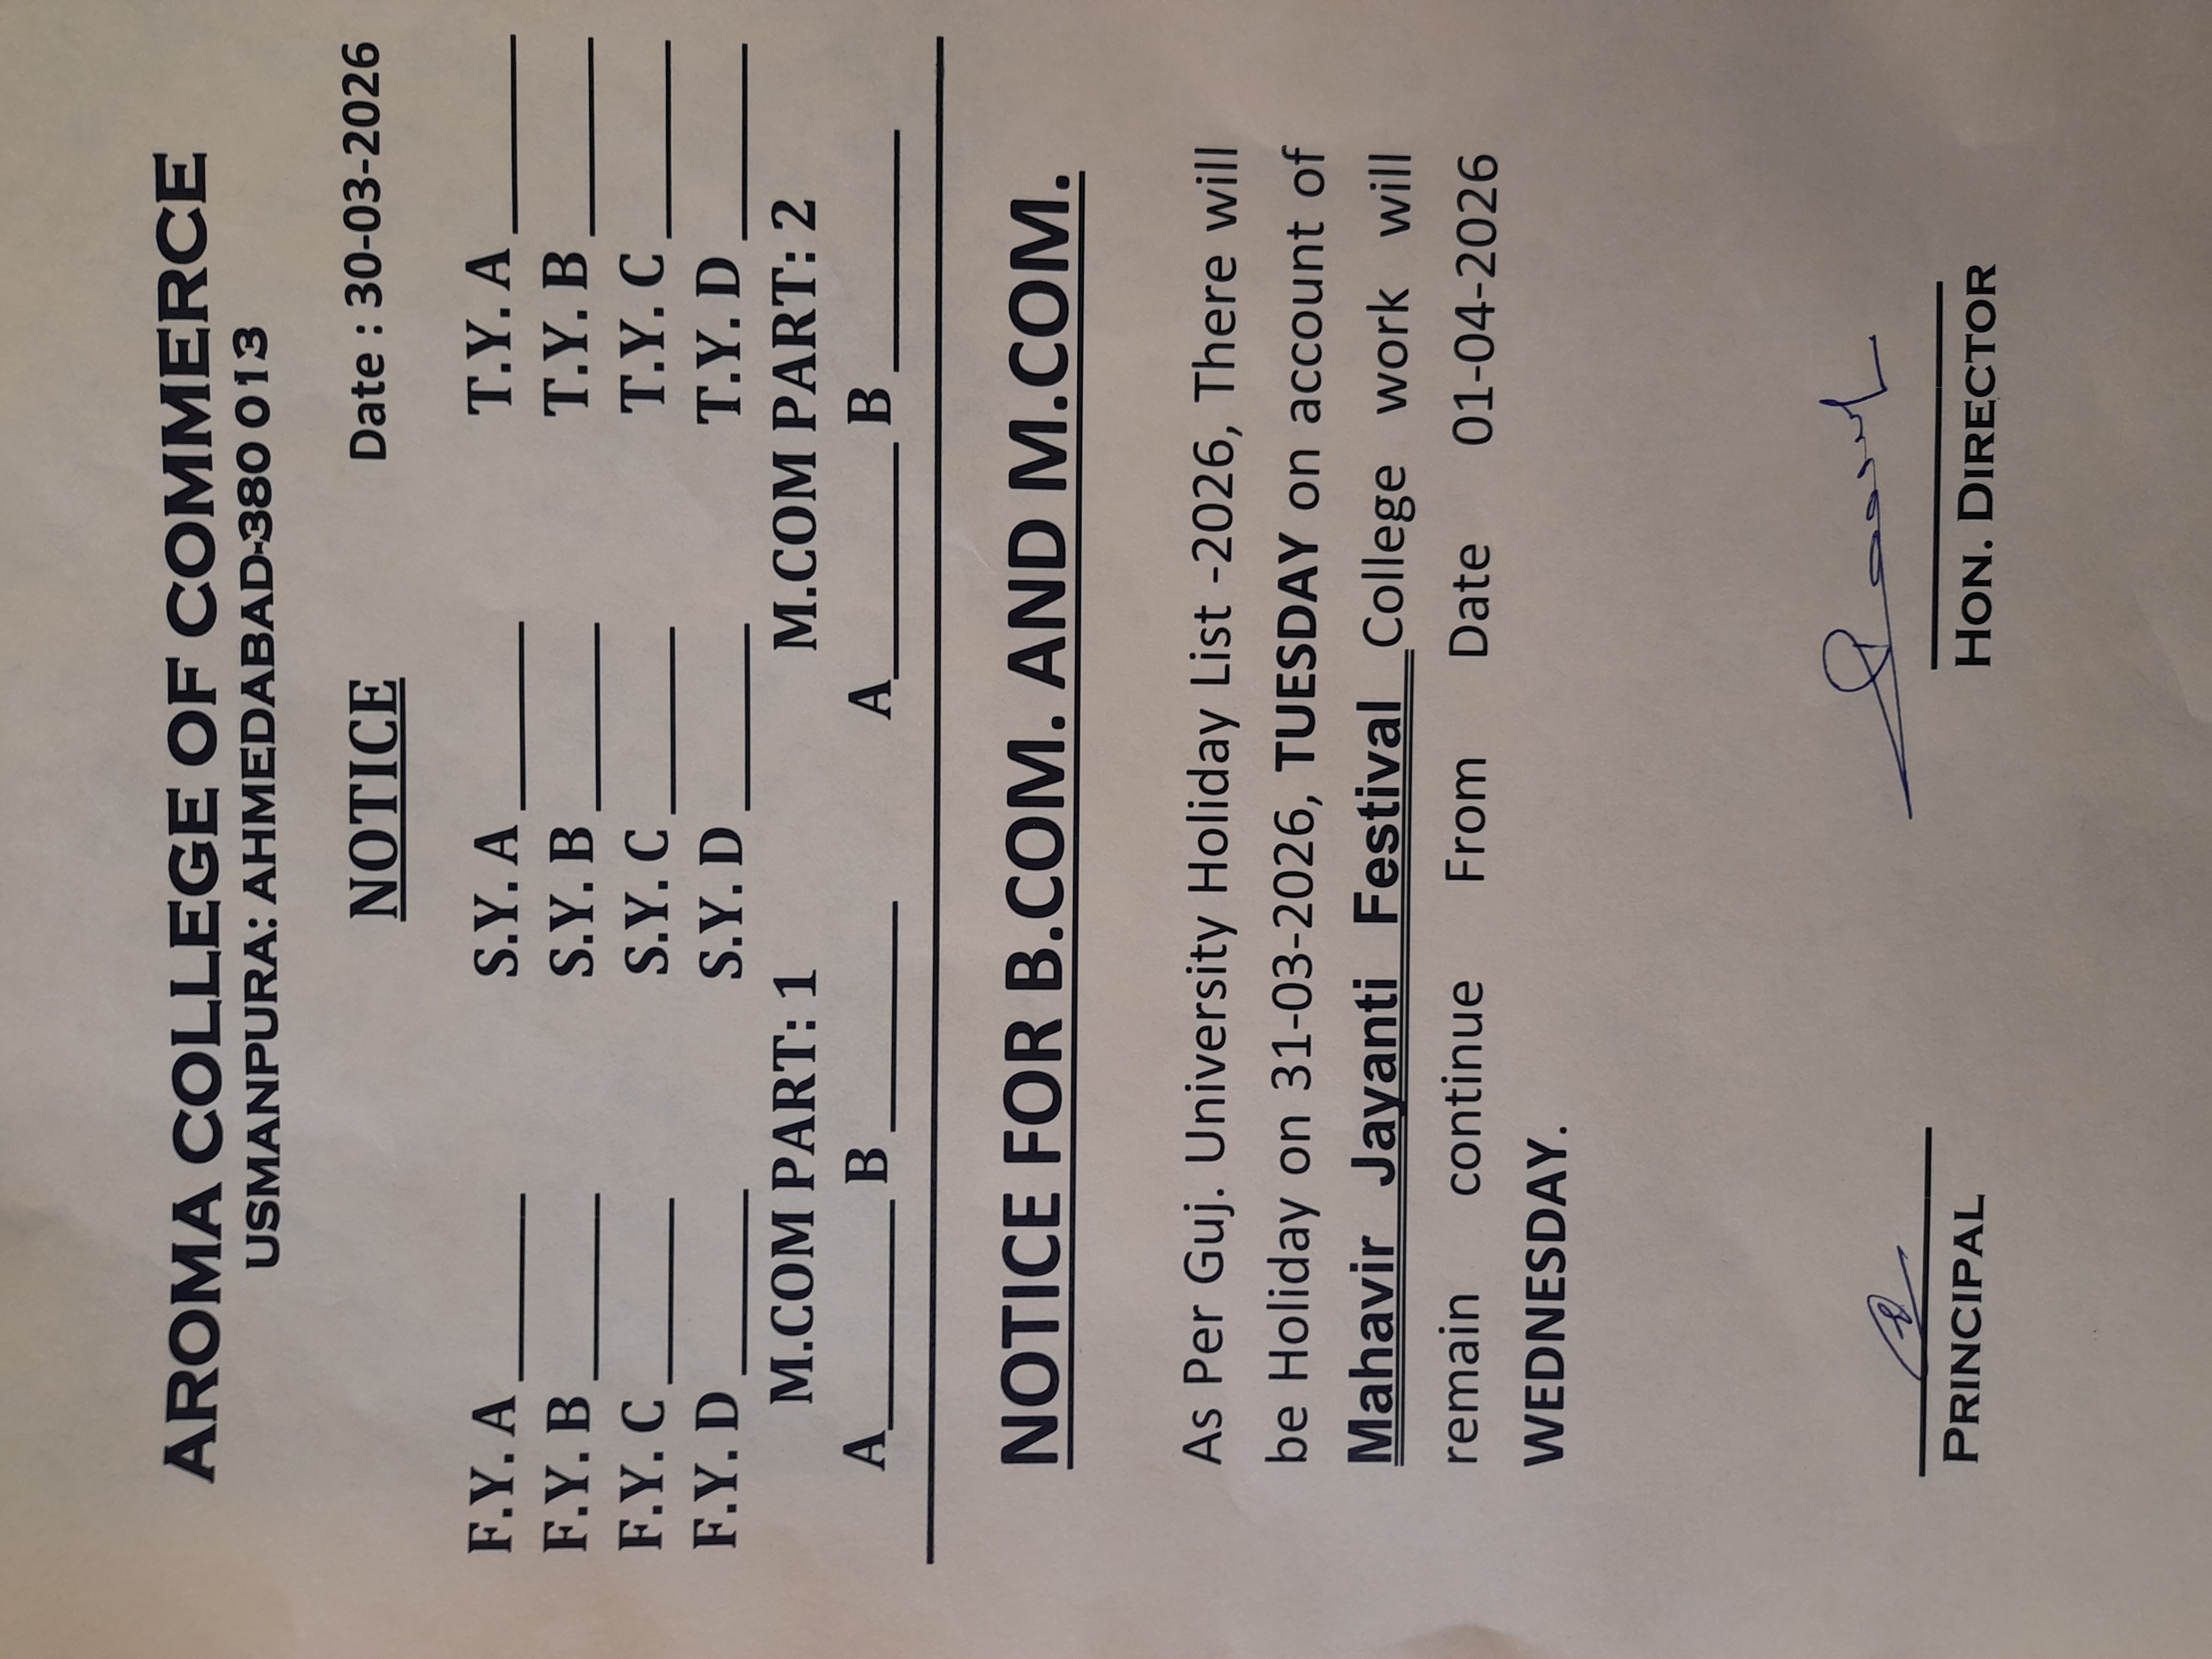 AROMA COLLEGE OF COMMERCE
USMANPURA: AHMEDABAD-380 013
NOTICE Date : 30-03-2026
F.Y. A S.Y. A T.Y. A
F.Y. B S.Y. B T.Y. B
F.Y. C S.Y. C T.Y. C
F.Y. D S.Y. D T.Y. D
M.COM PART: 1 M.COM PART: 2
A B A B
NOTICE FOR B.COM. AND M.COM.
As Per Guj. University Holiday List -2026, There will
be Holiday on 31-03-2026, TUESDAY on account of
Mahavir Jayanti Festival College work will
remain continue From Date 01-04-2026
WEDNESDAY.
PRINCIPAL HON. DIRECTOR